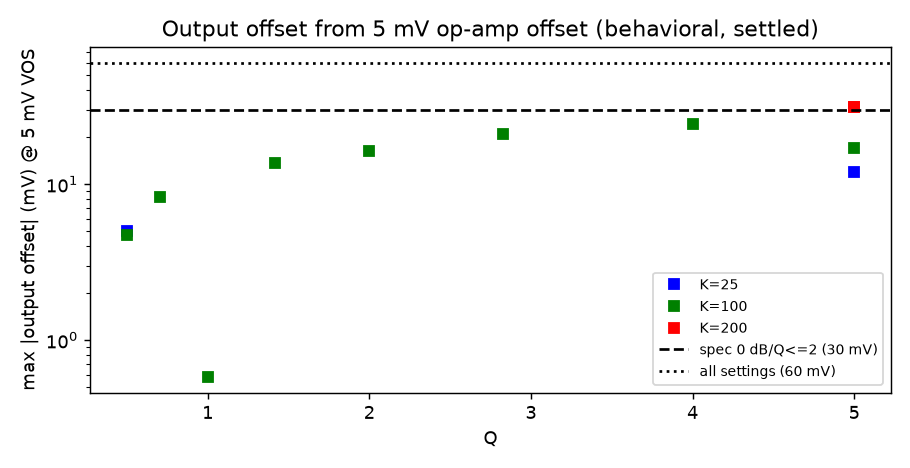 Output offset from 5 mV op-amp offset (behavioral, settled)
max |output offset| (mV) @ 5 mV VOS
10¹
10⁰
1
2
3
4
5
Q
K=25
K=100
K=200
spec 0 dB/Q<=2 (30 mV)
all settings (60 mV)